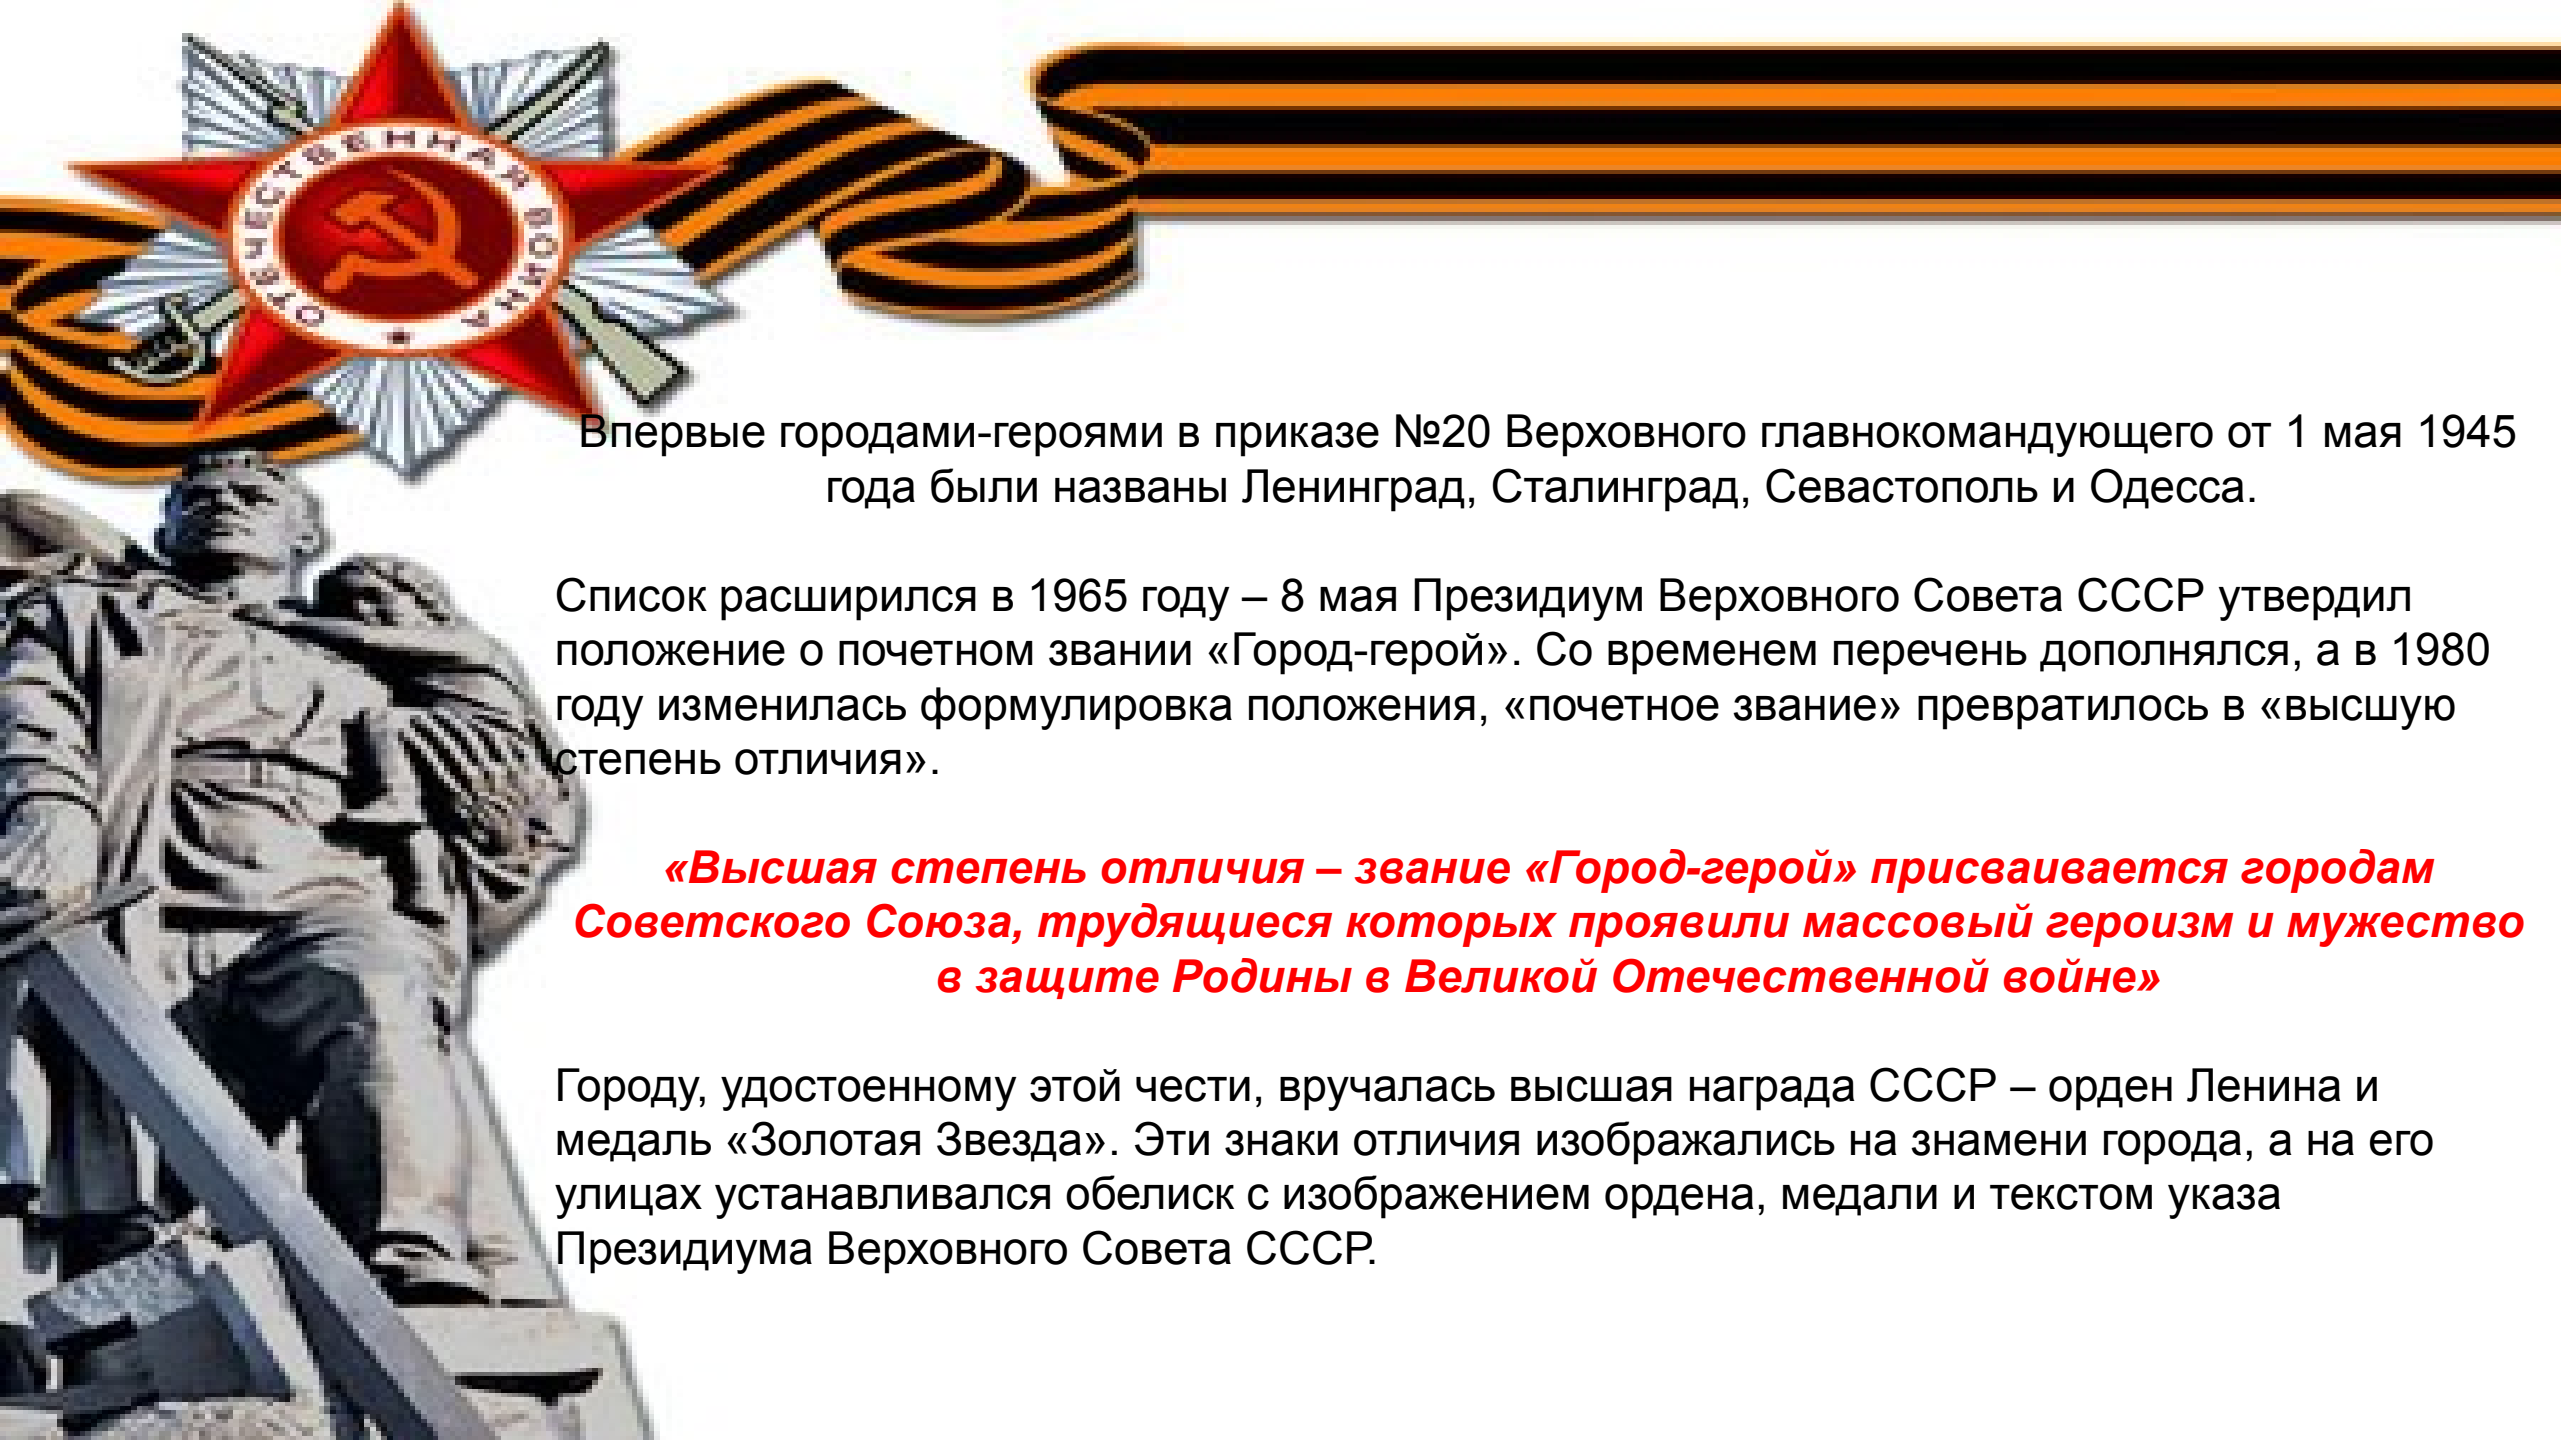 ОТЕЧЕСТВЕННАЯ ВОЙНА
Впервые городами-героями в приказе №20 Верховного главнокомандующего от 1 мая 1945
года были названы Ленинград, Сталинград, Севастополь и Одесса.
Список расширился в 1965 году – 8 мая Президиум Верховного Совета СССР утвердил
положение о почетном звании «Город-герой». Со временем перечень дополнялся, а в 1980
году изменилась формулировка положения, «почетное звание» превратилось в «высшую
степень отличия».
«Высшая степень отличия – звание «Город-герой» присваивается городам
Советского Союза, трудящиеся которых проявили массовый героизм и мужество
в защите Родины в Великой Отечественной войне»
Городу, удостоенному этой чести, вручалась высшая награда СССР – орден Ленина и
медаль «Золотая Звезда». Эти знаки отличия изображались на знамени города, а на его
улицах устанавливался обелиск с изображением ордена, медали и текстом указа
Президиума Верховного Совета СССР.